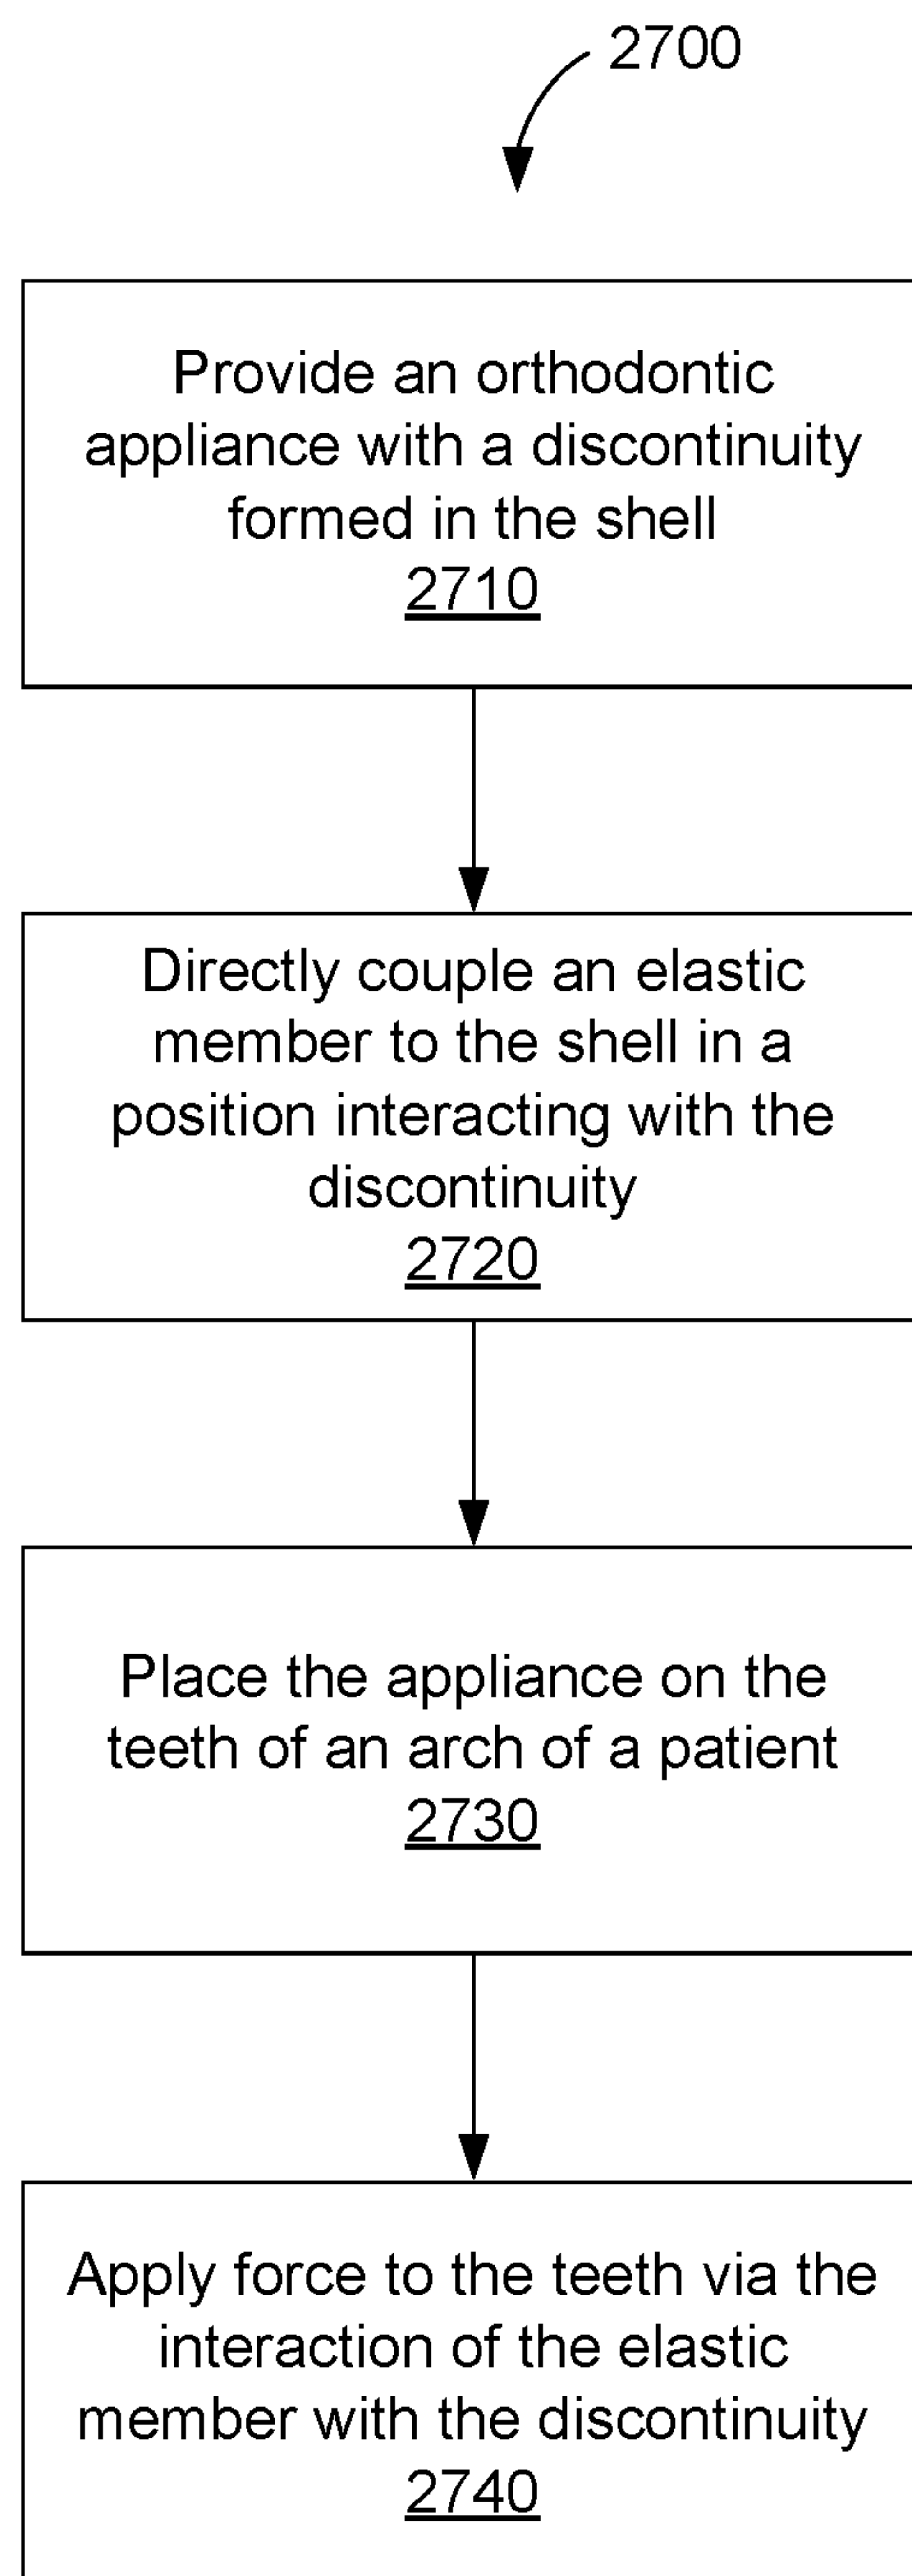 2700
Provide an orthodontic
appliance with a discontinuity
formed in the shell
2710
Directly couple an elastic
member to the shell in a
position interacting with the
discontinuity
2720
Place the appliance on the
teeth of an arch of a patient
2730
Apply force to the teeth via the
interaction of the elastic
member with the discontinuity
2740